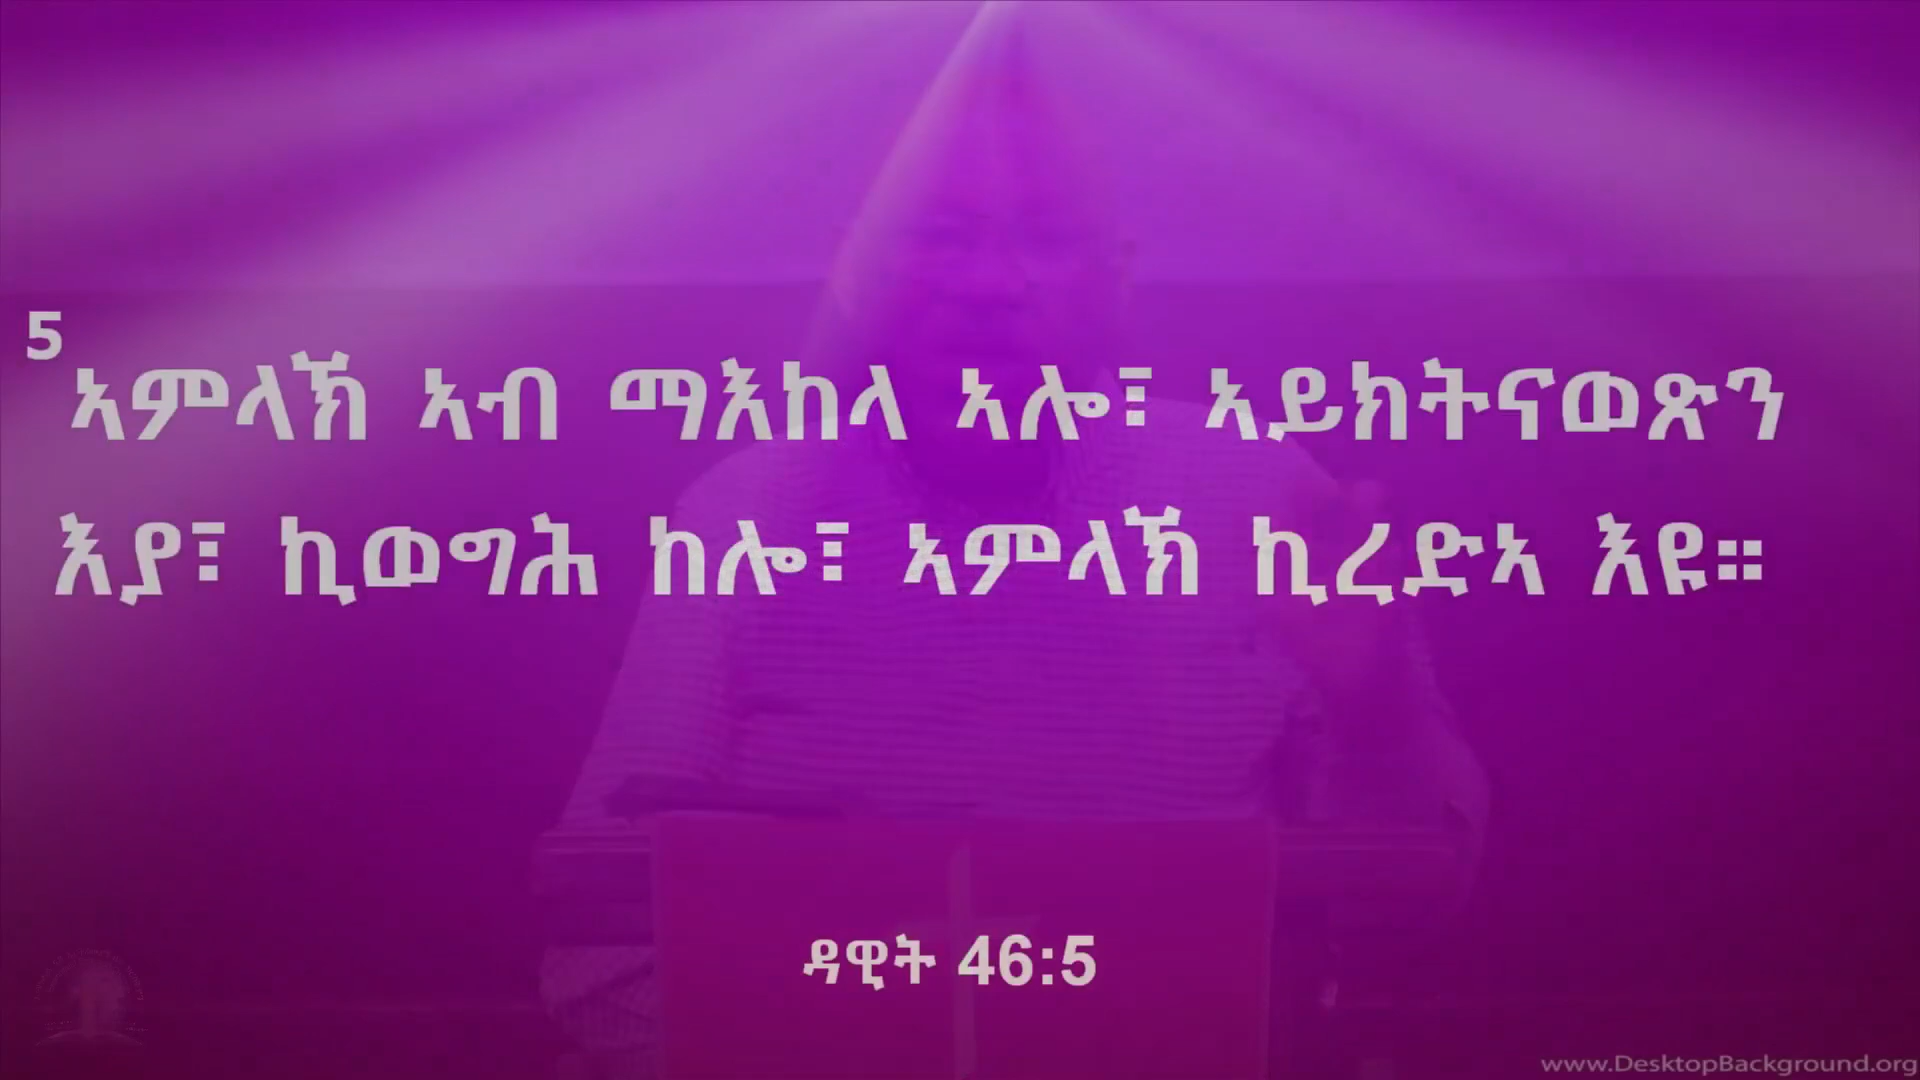 5
ኣምላኽ ኣብ ማእከላ ኣሎ፣ ኣይክትናወጽን
እያ፣ ኪወግሕ ከሎ፣ ኣምላኽ ኪረድኣ እዩ።
ዳዊት 46:5
www.DesktopBackground.org